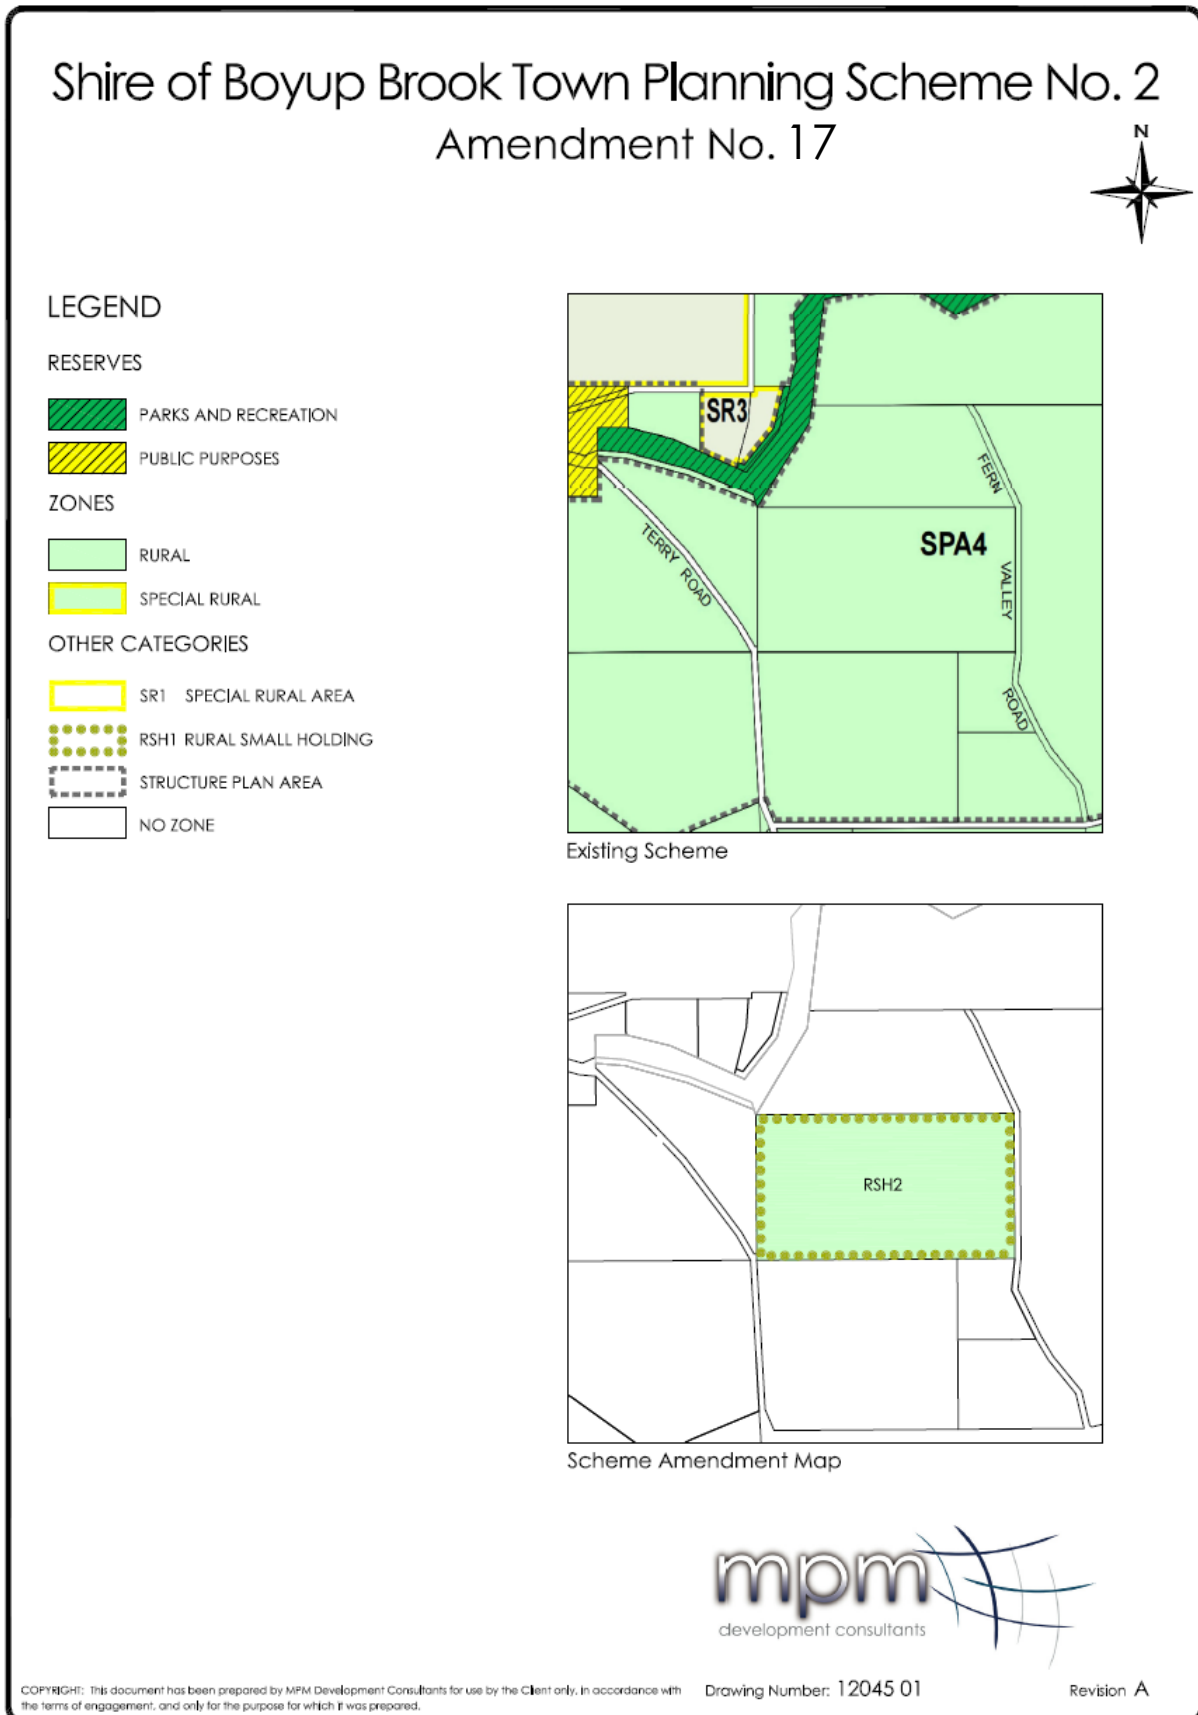 Shire of Boyup Brook Town Planning Scheme No. 2
Amendment No. 17
N
LEGEND
RESERVES
PARKS AND RECREATION
PUBLIC PURPOSES
ZONES
RURAL
SPECIAL RURAL
OTHER CATEGORIES
SR1 SPECIAL RURAL AREA
RSH1 RURAL SMALL HOLDING
STRUCTURE PLAN AREA
NO ZONE
SR3
FERN
SPA4
TERRY ROAD
VALLEY
ROAD
Existing Scheme
RSH2
Scheme Amendment Map
mpm
development consultants
COPYRIGHT: This document has been prepared by MPM Development Consultants for use by the Client only, in accordance with
the terms of engagement, and only for the purpose for which it was prepared.
Drawing Number: 12045 01
Revision A